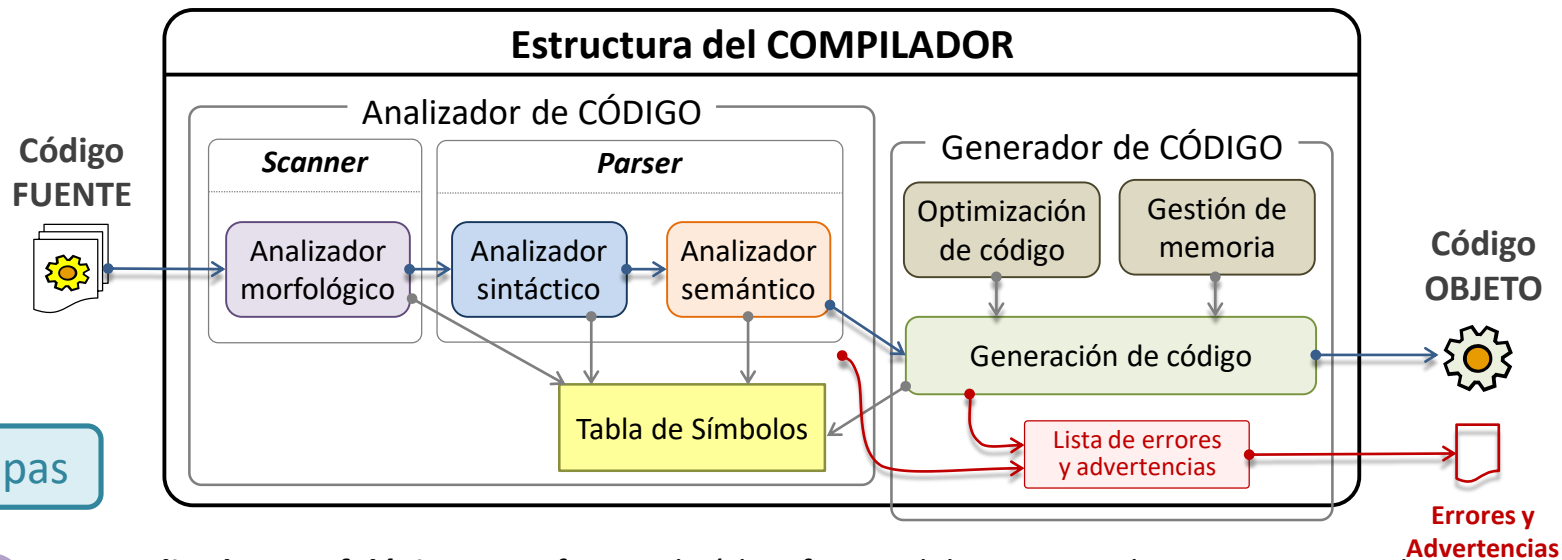 Estructura del COMPILADOR
Analizador de CÓDIGO
Código
FUENTE
Scanner
Parser
Generador de CÓDIGO
Analizador
morfológico
Analizador
sintáctico
Analizador
semántico
Optimización
de código
Gestión de
memoria
Código
OBJETO
Generación de código
Tabla de Símbolos
Lista de errores
y advertencias
pas
Errores y
Advertencias